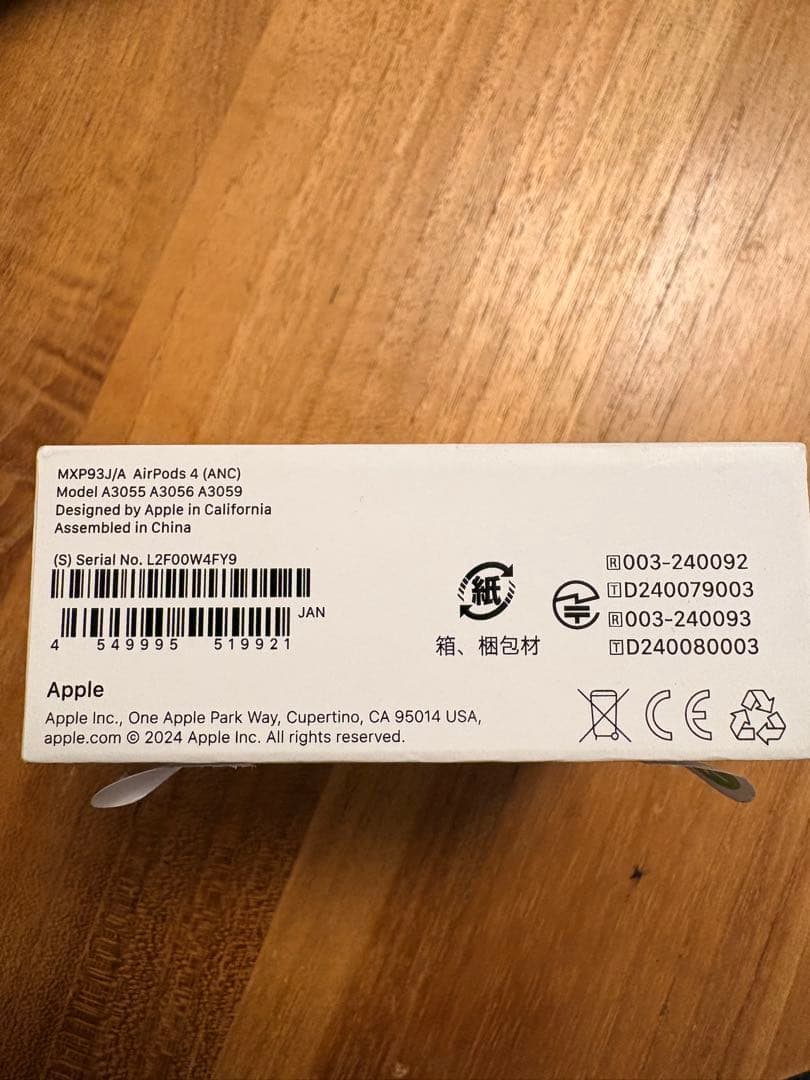 MXP93J/A AirPods 4 (ANC)
Model A3055 A3056 A3059
Designed by Apple in California
Assembled in China
(S) Serial No. L2F00W4FY9
JAN
4 549995 519921
紙
箱、梱包材
R003-240092
TD240079003
R003-240093
TD240080003
Apple
Apple Inc., One Apple Park Way, Cupertino, CA 95014 USA,
apple.com © 2024 Apple Inc. All rights reserved.
CE